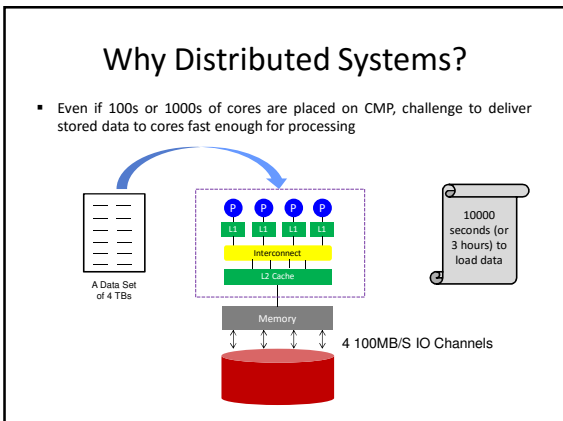 Why Distributed Systems?
▪ Even if 100s or 1000s of cores are placed on CMP, challenge to deliver
stored data to cores fast enough for processing
P P P P
L1 L1 L1 L1
Interconnect
L2 Cache
A Data Set
of 4 TBs
10000
seconds (or
3 hours) to
load data
Memory
4 100MB/S IO Channels